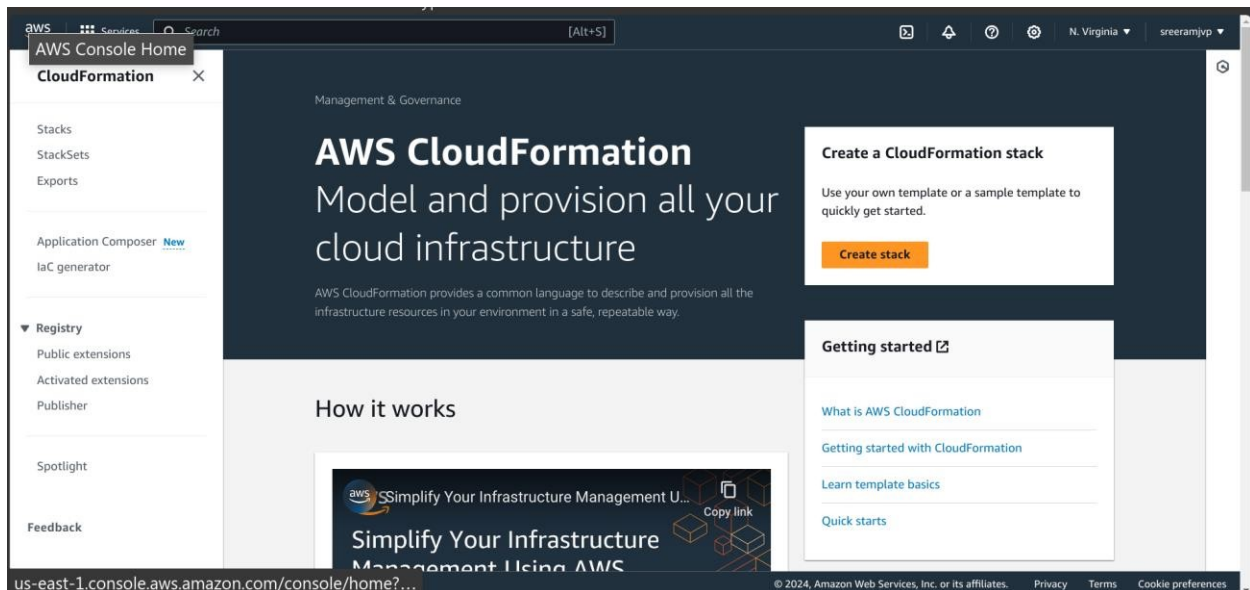 aws
Services
Search
[Alt+S]
N. Virginia
sreeramjvp
AWS Console Home
CloudFormation
Stacks
StackSets
Exports
Application Composer New
IaC generator
Registry
Public extensions
Activated extensions
Publisher
Spotlight
Feedback
us-east-1.console.aws.amazon.com/console/home?...
Management & Governance
AWS CloudFormation
Model and provision all your
cloud infrastructure
AWS CloudFormation provides a common language to describe and provision all the
infrastructure resources in your environment in a safe, repeatable way.
Create a CloudFormation stack
Use your own template or a sample template to
quickly get started.
Create stack
Getting started
What is AWS CloudFormation
Getting started with CloudFormation
Learn template basics
Quick starts
How it works
aws
Simplify Your Infrastructure Management U...
Copy link
Simplify Your Infrastructure
Management Using AWS
© 2024, Amazon Web Services, Inc. or its affiliates.
Privacy
Terms
Cookie preferences